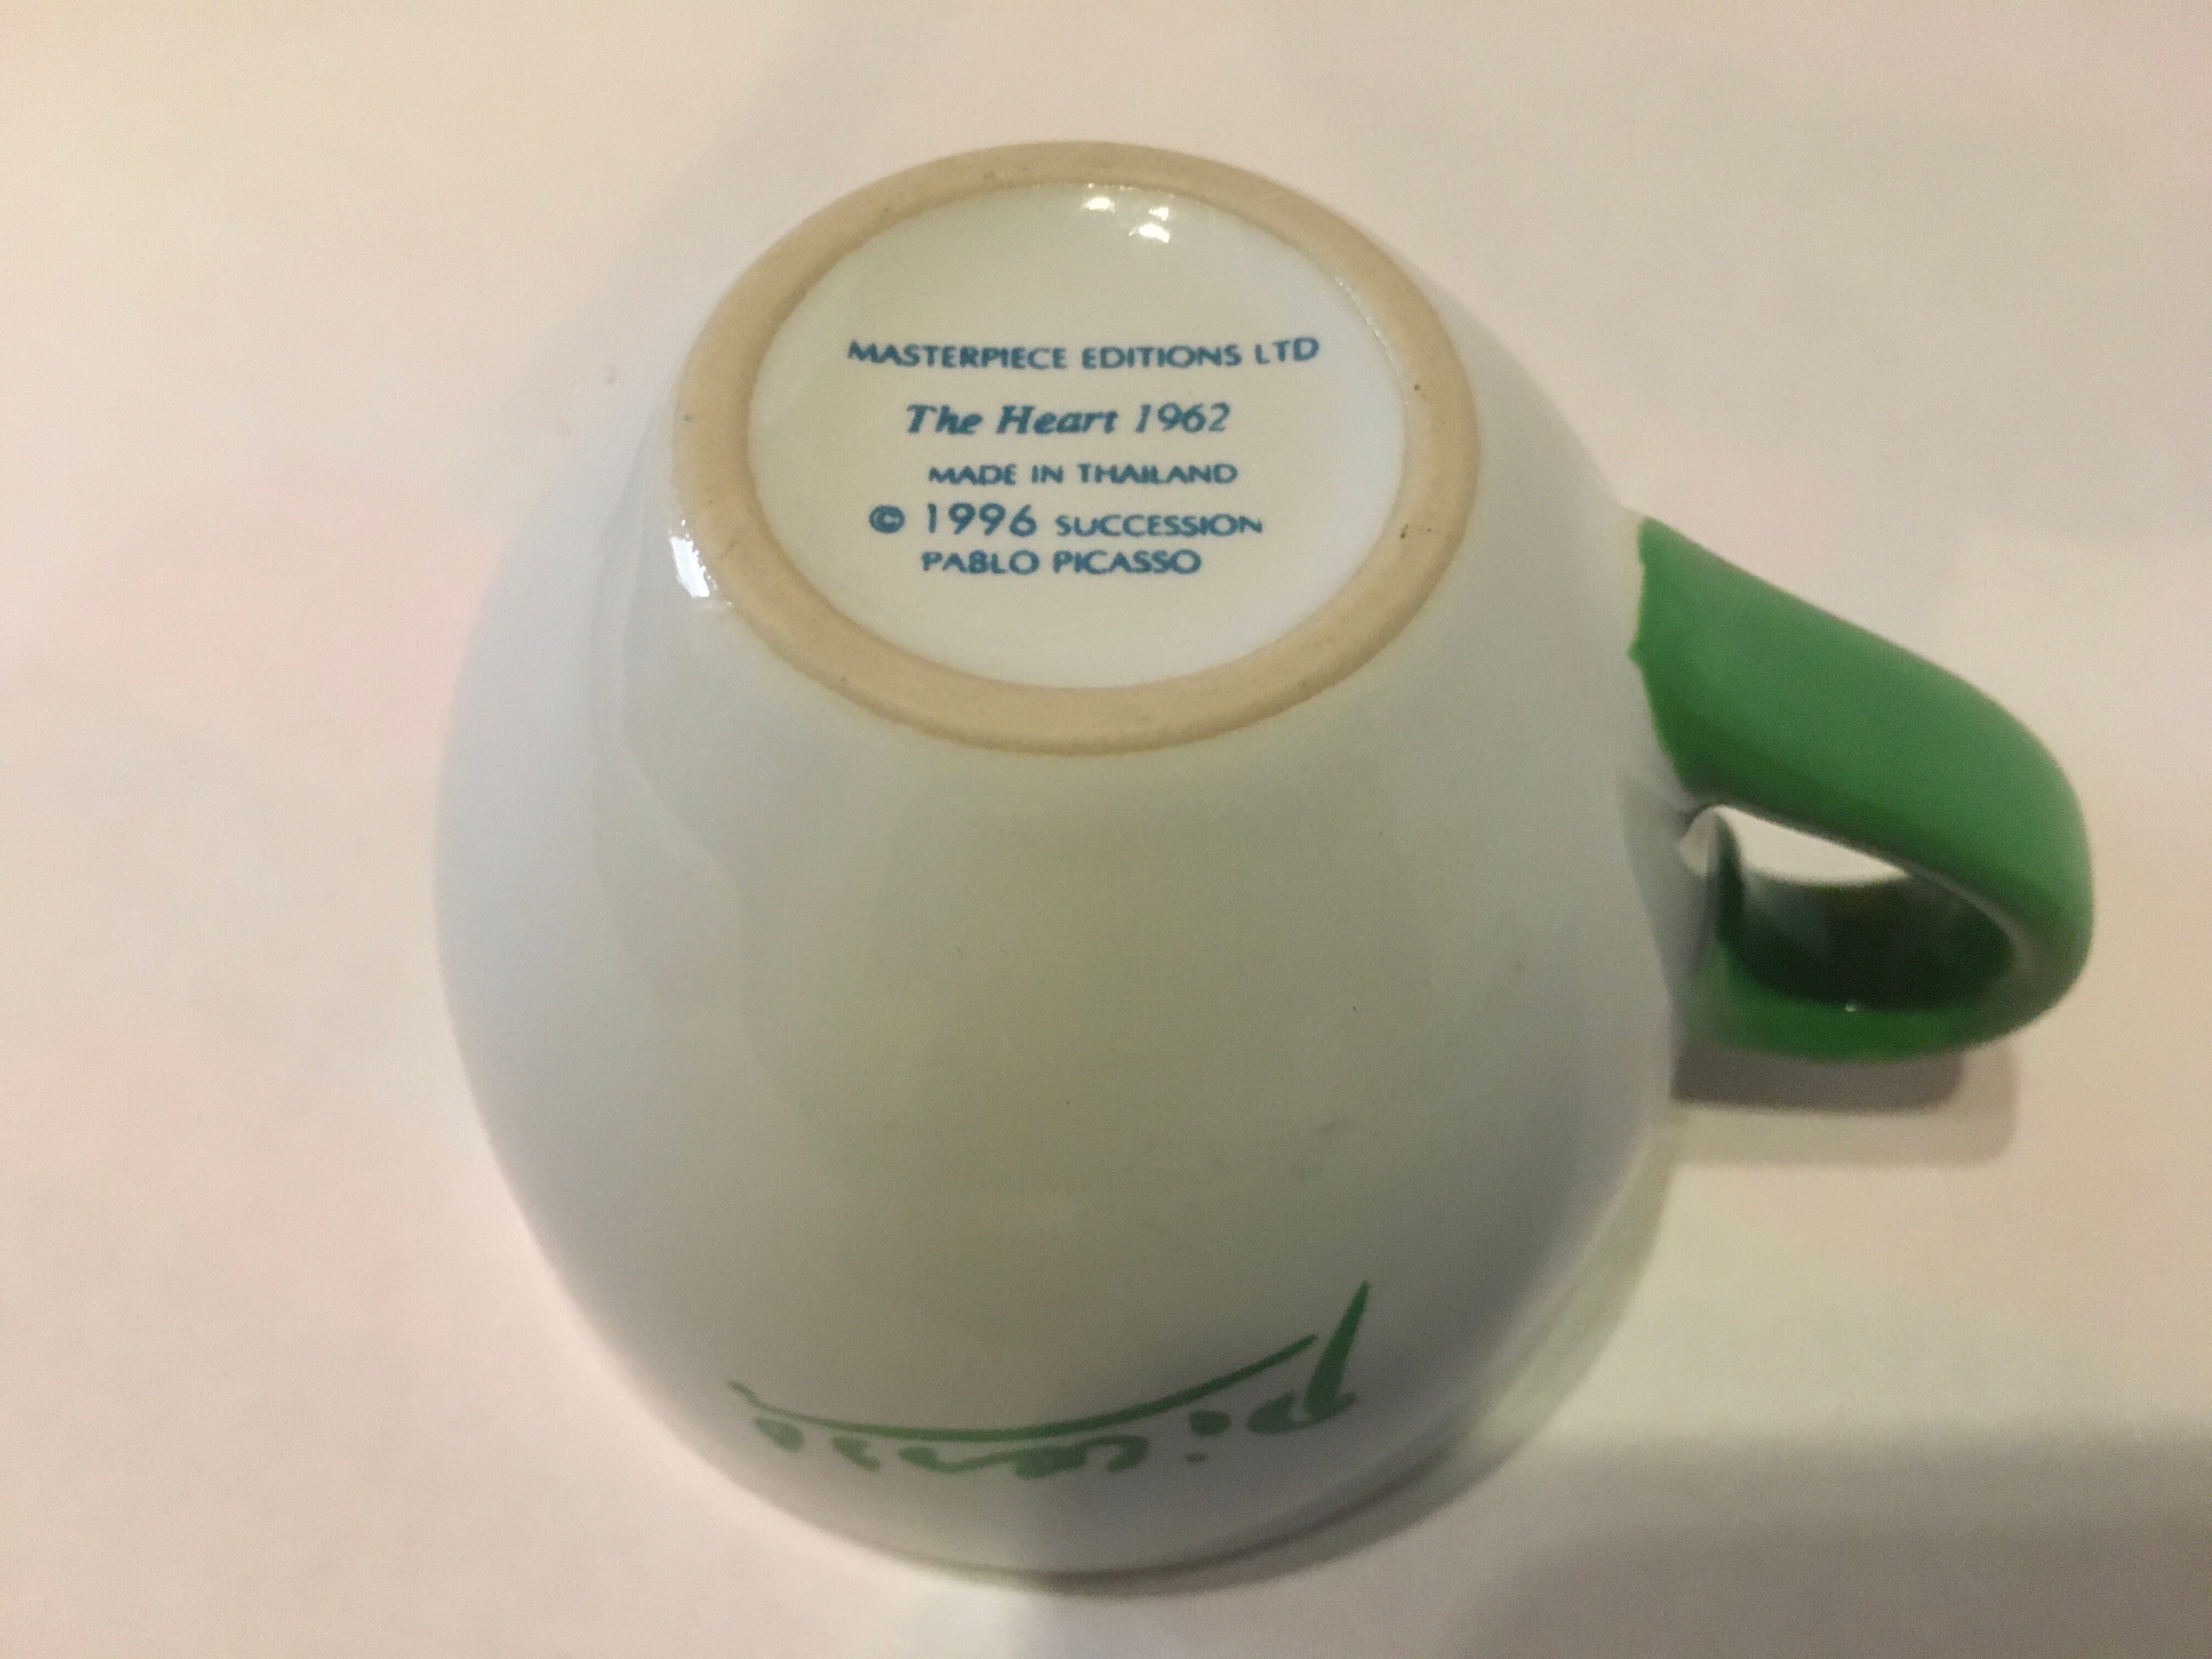 MASTERPIECE EDITIONS LTD
The Heart 1962
MADE IN THAILAND
© 1996 SUCCESSION
PABLO PICASSO
Picasso